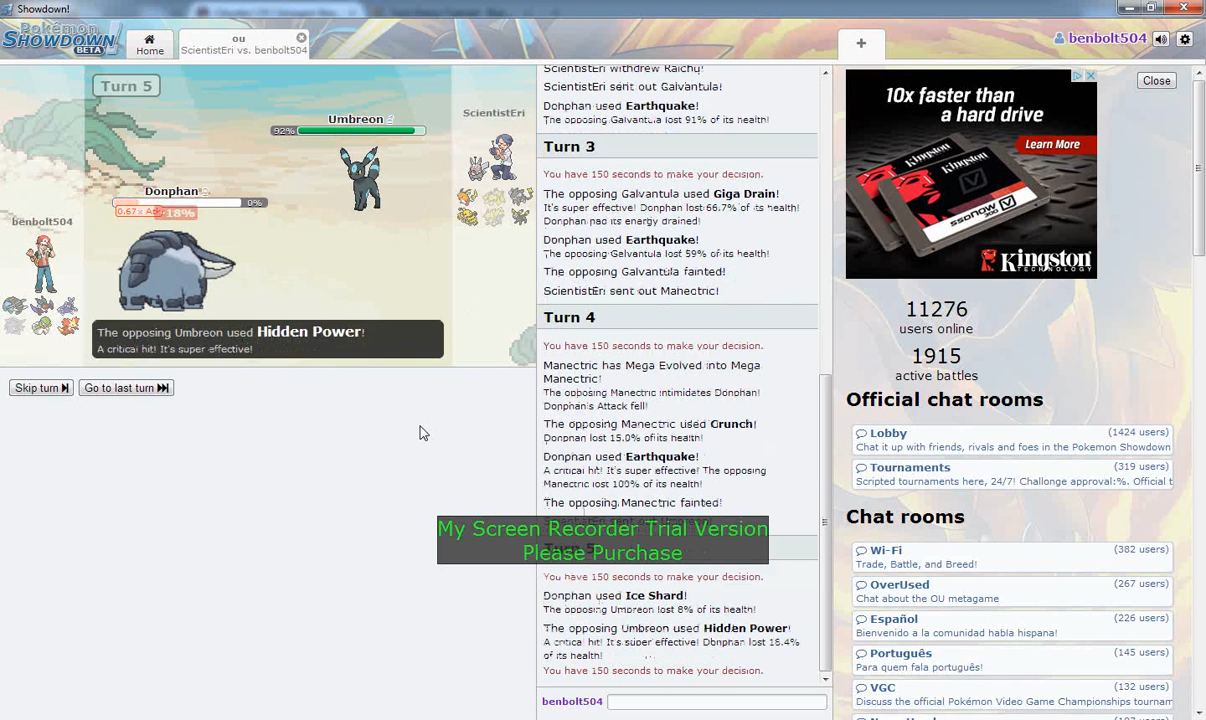 Showdown!
Pokémon
SHOWDOWN!
BETA
Home
ou
ScientistEri vs. benbolt504
+
benbolt504
Turn 5
Umbreon
92%
ScientistEri
Donphan
0%
0.67x
-18%
benbolt504
The opposing Umbreon used Hidden Power!
A critical hit! It's super effective!
Skip turn
Go to last turn
ScientistEri withdrew Raichu!
ScientistEri sent out Galvantula!
Donphan used Earthquake!
The opposing Galvantula lost 91% of its health!
Turn 3
You have 150 seconds to make your decision.
The opposing Galvantula used Giga Drain!
It's super effective! Donphan lost 66.7% of its health!
Donphan had its energy drained!
Donphan used Earthquake!
The opposing Galvantula lost 59% of its health!
The opposing Galvantula fainted!
ScientistEri sent out Manectric!
Turn 4
You have 150 seconds to make your decision.
Manectric has Mega Evolved into Mega
Manectric!
The opposing Manectric intimidates Donphan!
Donphan's Attack fell!
The opposing Manectric used Crunch!
Donphan lost 15.0% of its health!
Donphan used Earthquake!
A critical hit! It's super effective! The opposing
Manectric lost 100% of its health!
The opposing Manectric fainted!
My Screen Recorder Trial Version
Please Purchase
You have 150 seconds to make your decision.
Donphan used Ice Shard!
The opposing Umbreon lost 8% of its health!
The opposing Umbreon used Hidden Power!
A critical hit! It's super effective! Donphan lost 18.4%
of its health!
You have 150 seconds to make your decision.
benbolt504
10x faster than
a hard drive
Learn More
Kingston
SSDNOW V
300
Kingston
TECHNOLOGY
Close
11276
users online
1915
active battles
Official chat rooms
Lobby
(1424 users)
Chat it up with friends, rivals and foes in the Pokemon Showdown
Tournaments
(319 users)
Scripted tournaments here, 24/7! Challonge approval:%. Official t
Chat rooms
Wi-Fi
(382 users)
Trade, Battle, and Breed!
OverUsed
(267 users)
Chat about the OU metagame
Español
(226 users)
Bienvenido a la comunidad habla hispana!
Português
(145 users)
Para quem fala português!
VGC
(132 users)
Discuss the official Pokémon Video Game Championships tournam